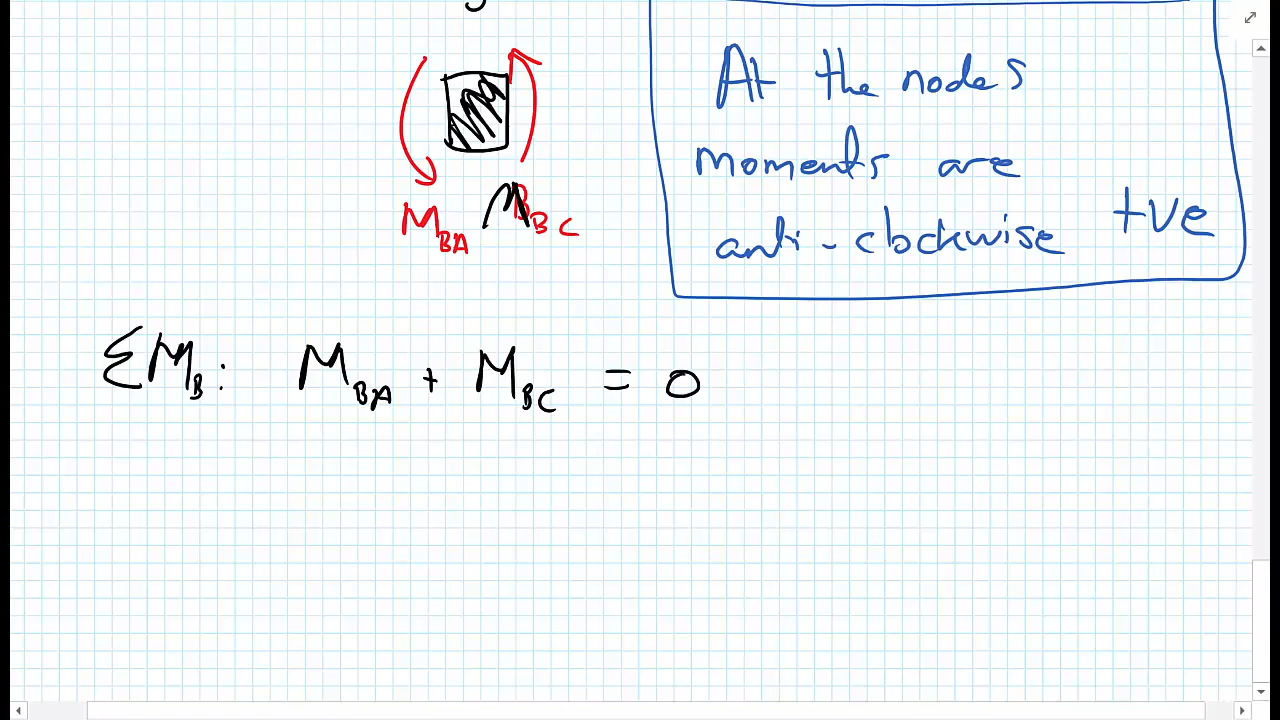 At the nodes
moments are
anti-clockwise +ve
M_BA M_BC
ΣM_B: M_BA + M_BC = 0